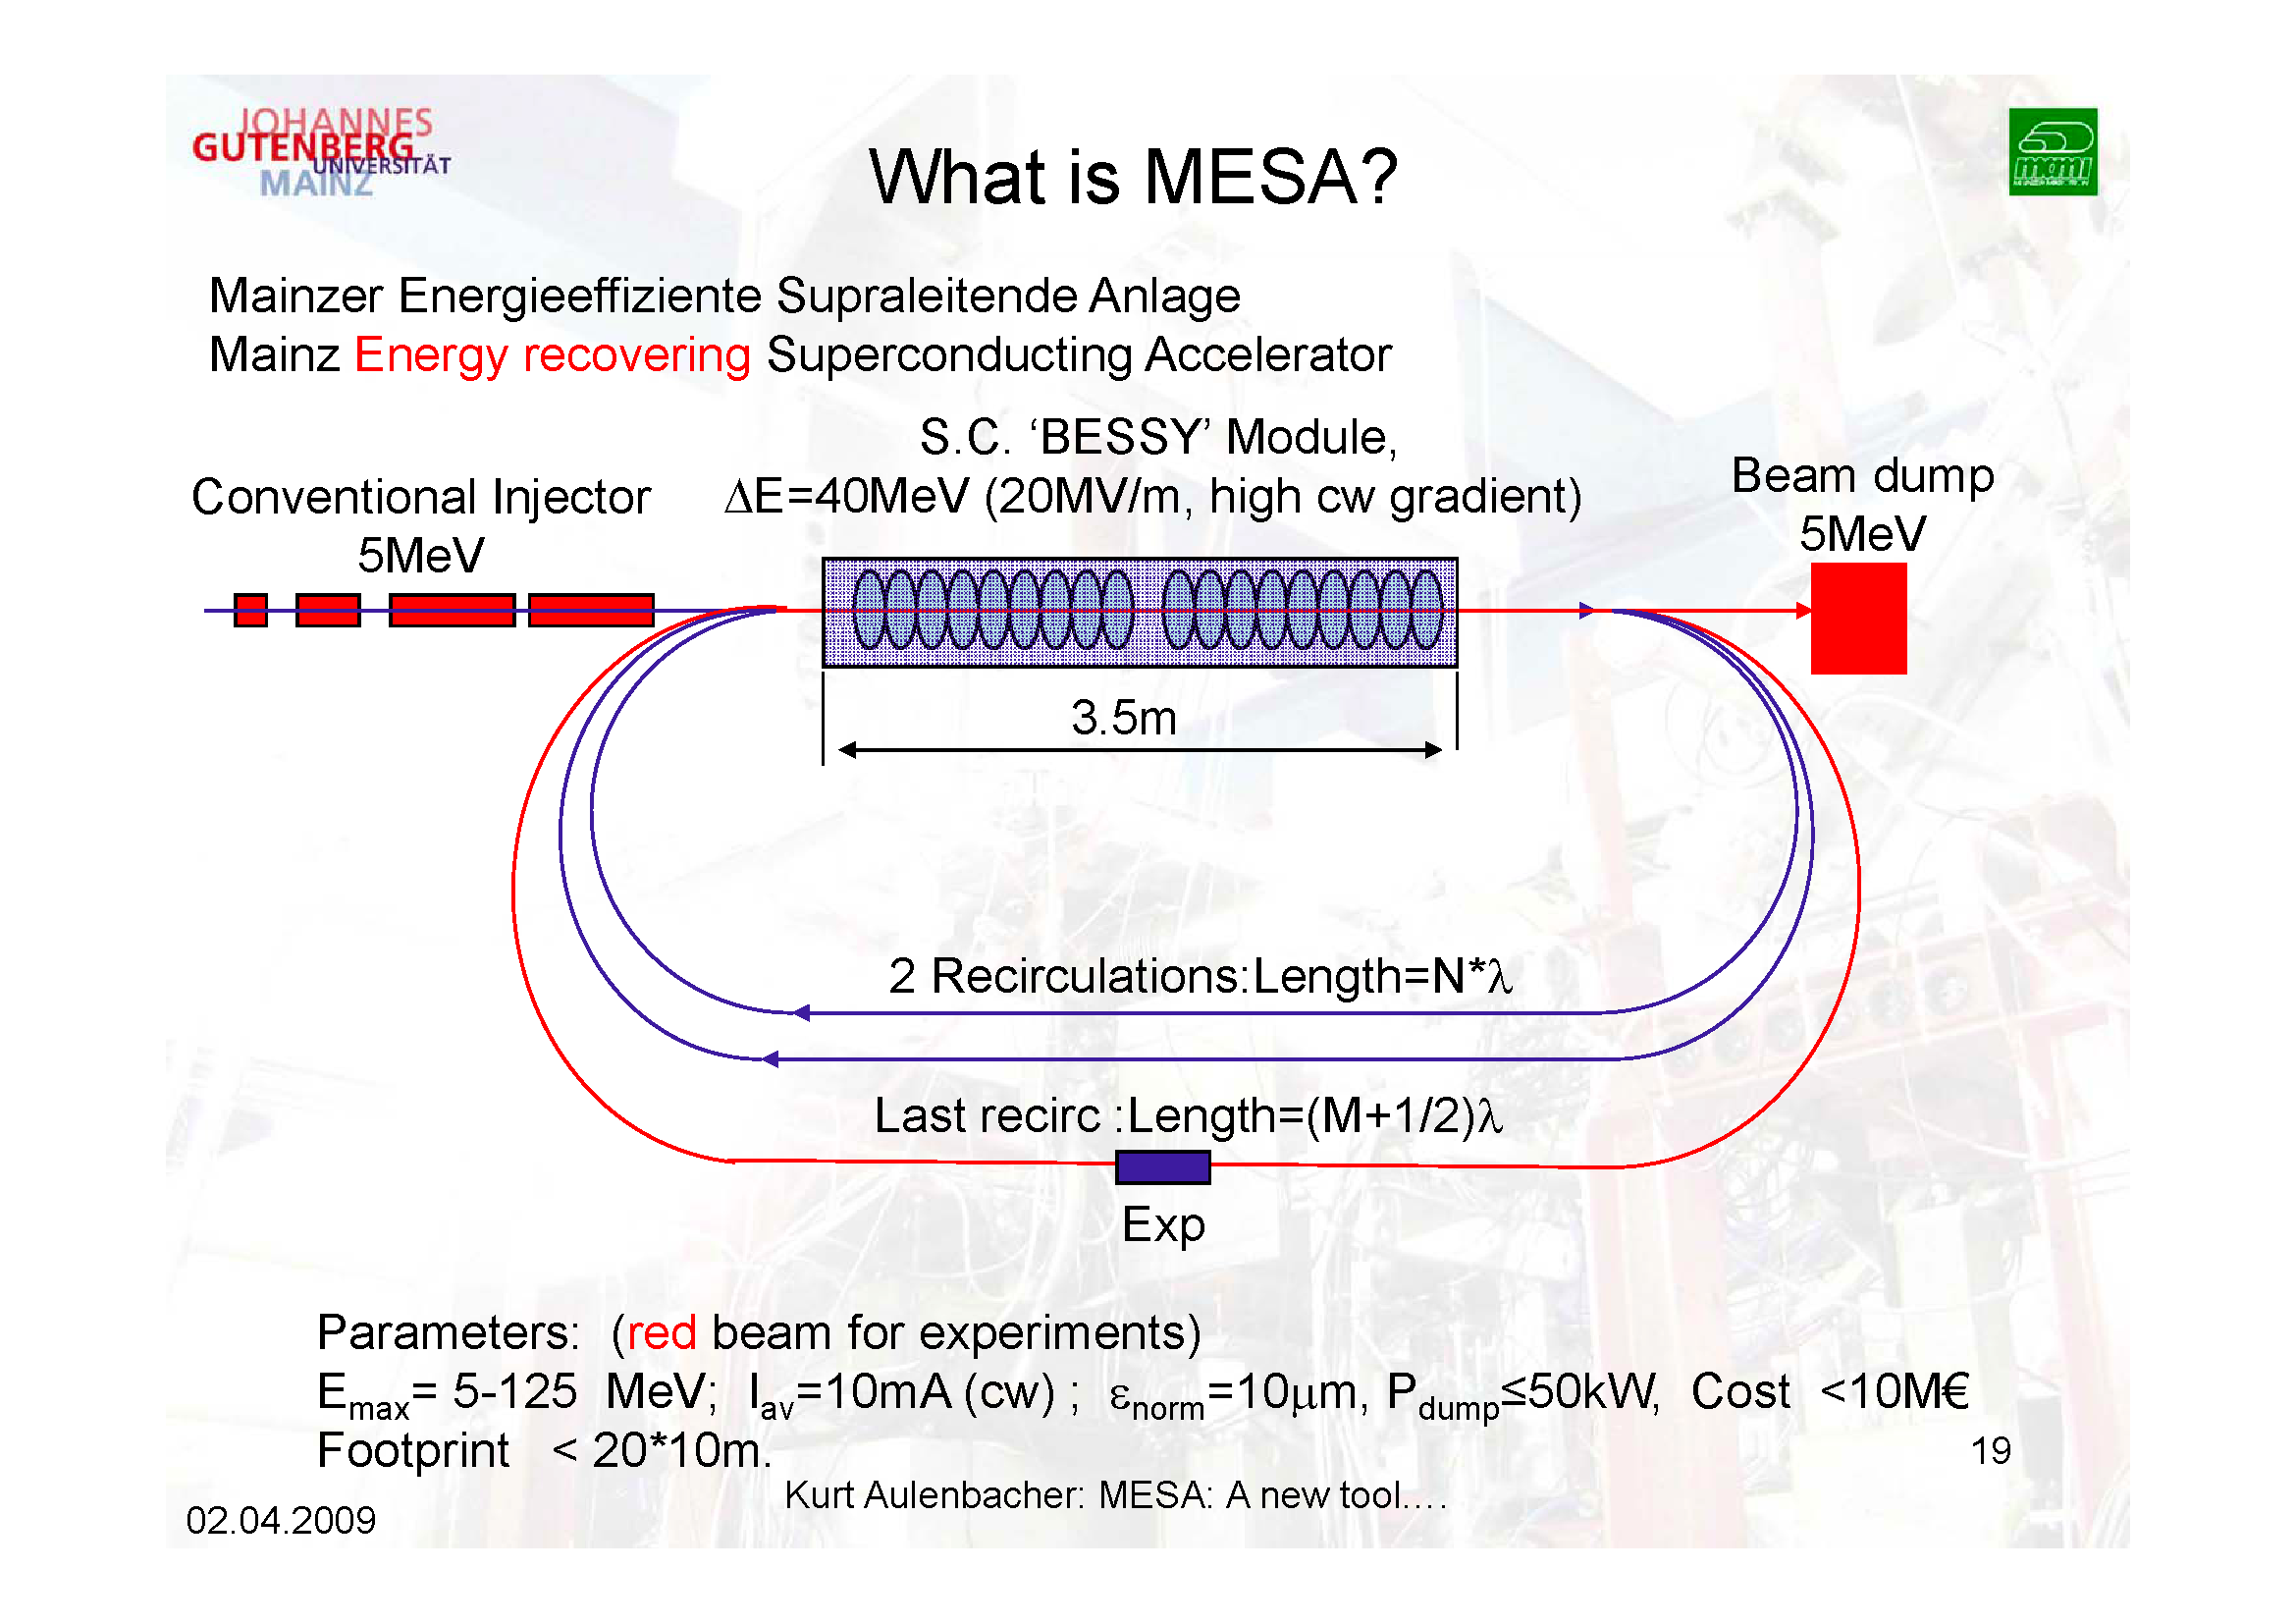 JOHANNES
GUTENBERG
UNIVERSITÄT
MAINZ
What is MESA?
Mainzer Energieeffiziente Supraleitende Anlage
Mainz Energy recovering Superconducting Accelerator
S.C. ‘BESSY’ Module,
ΔE=40MeV (20MV/m, high cw gradient)
Conventional Injector
5MeV
Beam dump
5MeV
3.5m
2 Recirculations:Length=N*λ
Last recirc :Length=(M+1/2)λ
Exp
Parameters: (red beam for experiments)
Emax= 5-125 MeV; Iav=10mA (cw) ; εnorm=10μm, Pdump≤50kW, Cost <10M€
Footprint < 20*10m.
19
Kurt Aulenbacher: MESA: A new tool….
02.04.2009